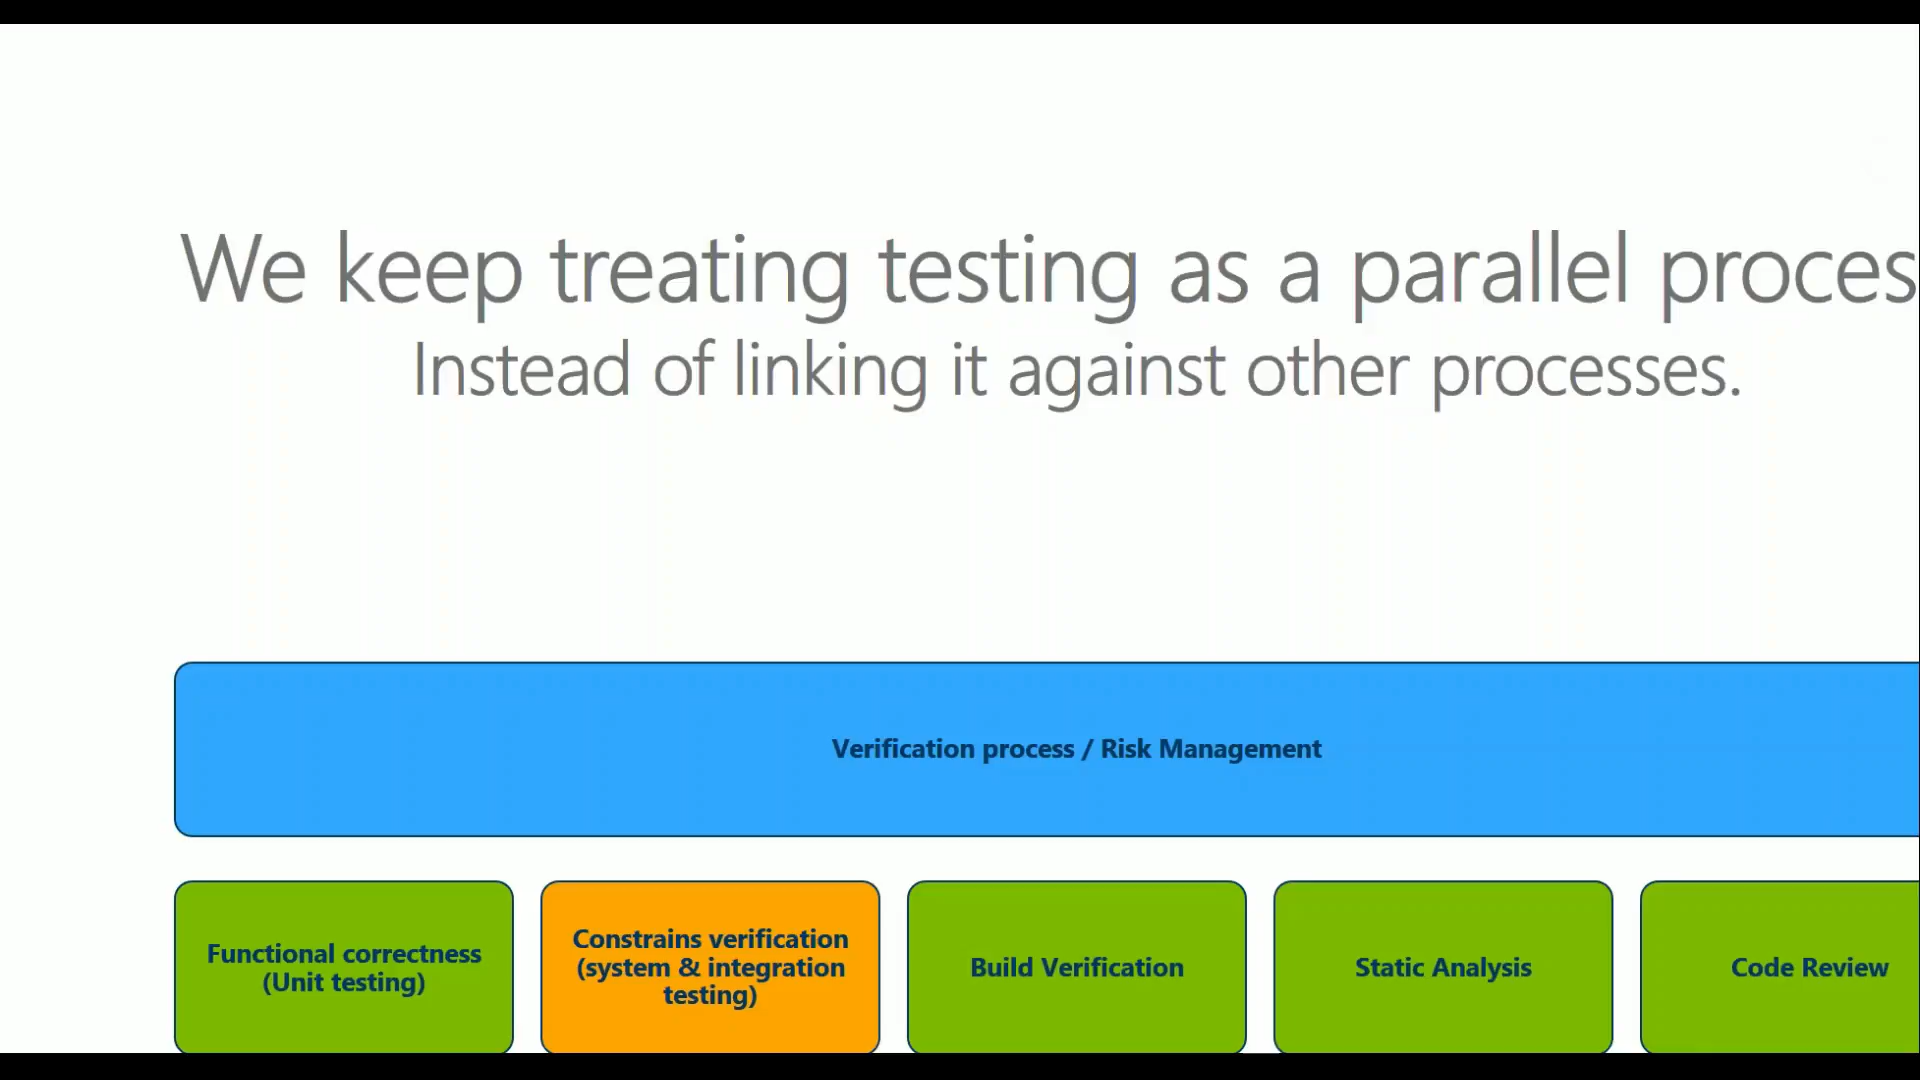 We keep treating testing as a parallel proces
Instead of linking it against other processes.
Verification process / Risk Management
Functional correctness
(Unit testing)
Constrains verification
(system & integration
testing)
Build Verification
Static Analysis
Code Review